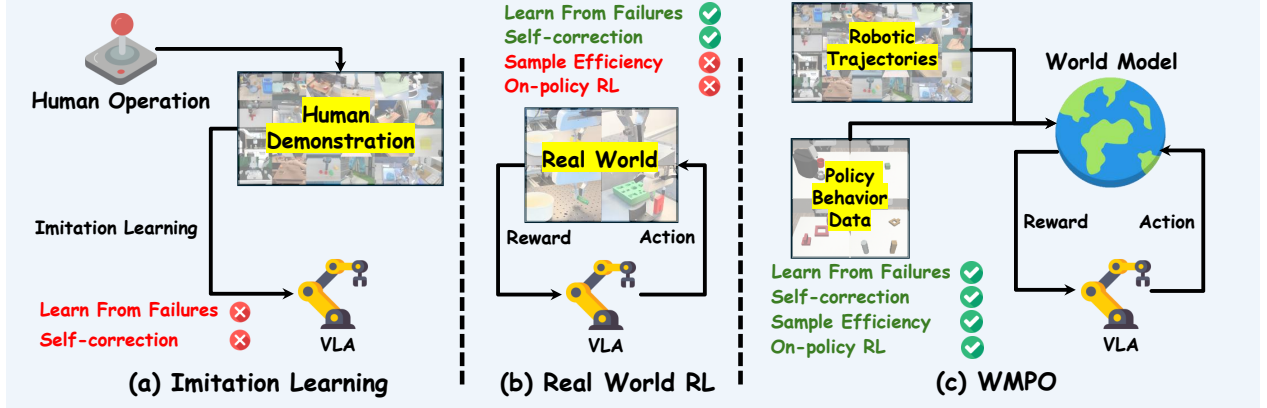 Human Operation
Human
Demonstration
Imitation Learning
Learn From Failures
Self-correction
VLA
(a) Imitation Learning
Learn From Failures
Self-correction
Sample Efficiency
On-policy RL
Real World
Reward
Action
VLA
(b) Real World RL
Robotic
Trajectories
World Model
Policy
Behavior
Data
Reward
Action
Learn From Failures
Self-correction
Sample Efficiency
On-policy RL
VLA
(c) WMPO